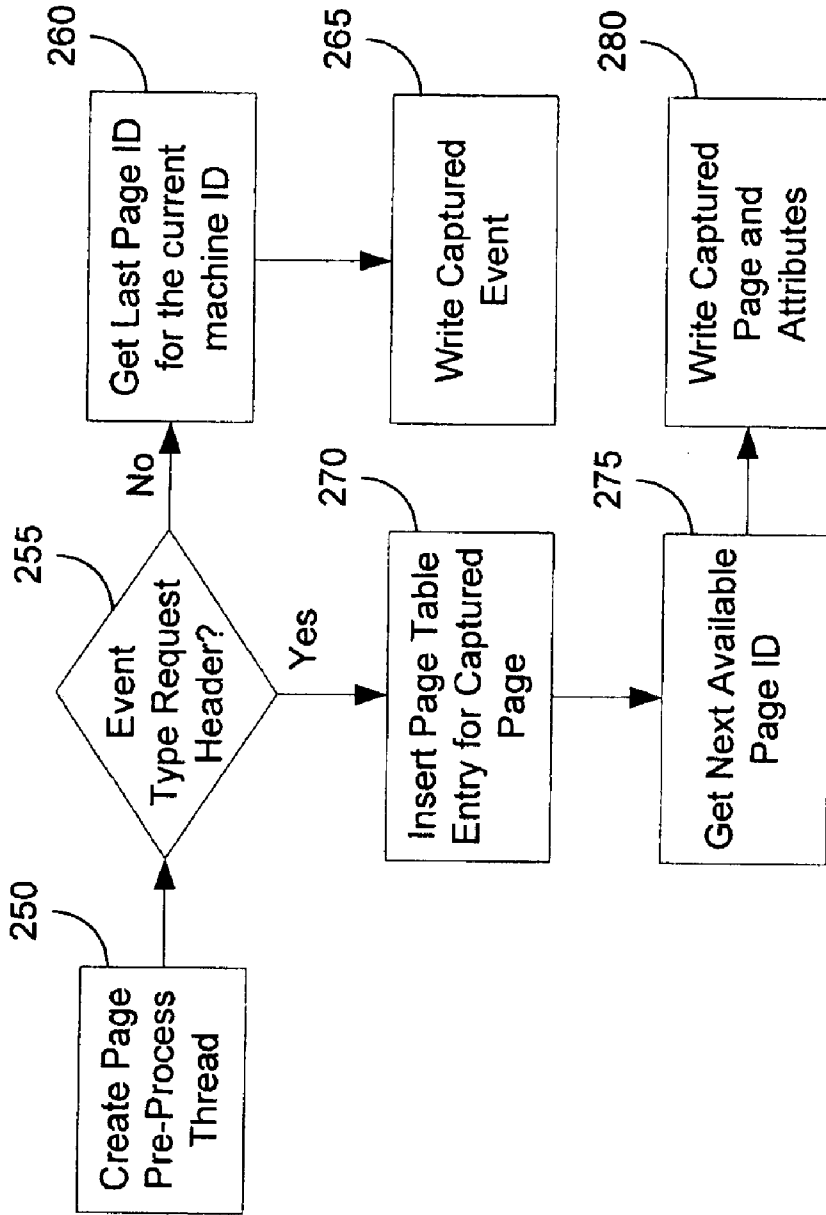 250
Create Page
Pre-Process
Thread
255
Event
Type Request
Header?
No
260
Get Last Page ID
for the current
machine ID
265
Write Captured
Event
Yes
270
Insert Page Table
Entry for Captured
Page
275
Get Next Available
Page ID
280
Write Captured
Page and
Attributes